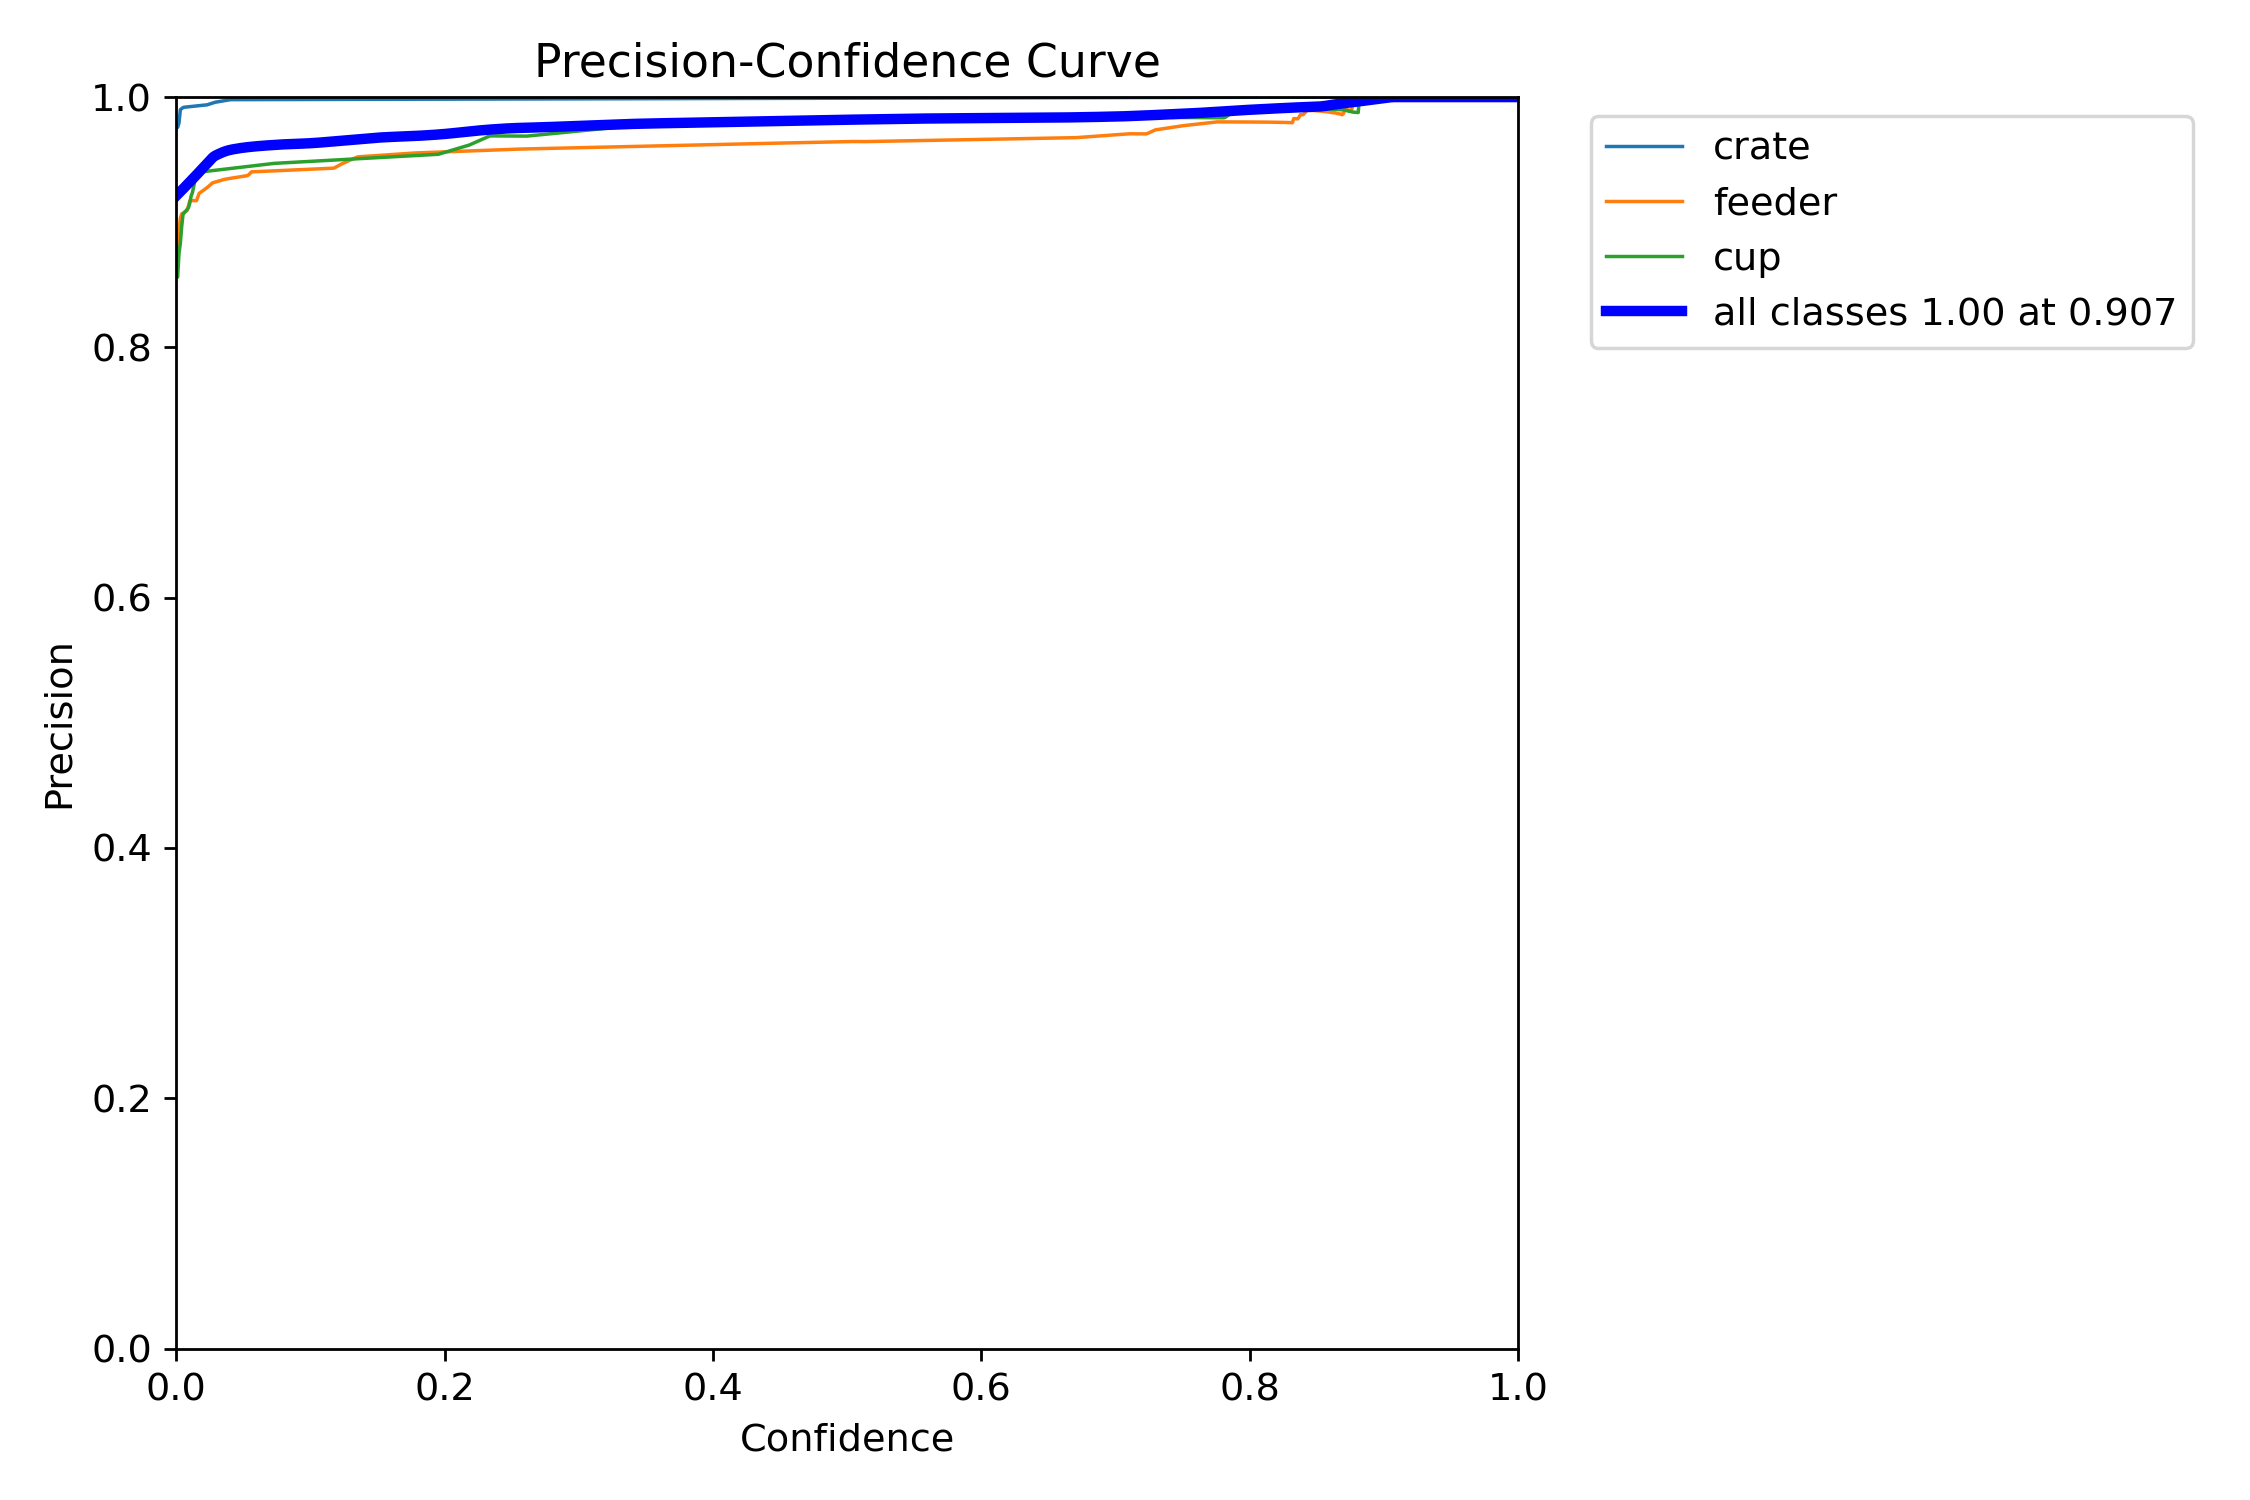 Precision-Confidence Curve
1.0
0.8
0.6
0.4
0.2
0.0
Precision
0.0 0.2 0.4 0.6 0.8 1.0
Confidence
crate
feeder
cup
all classes 1.00 at 0.907